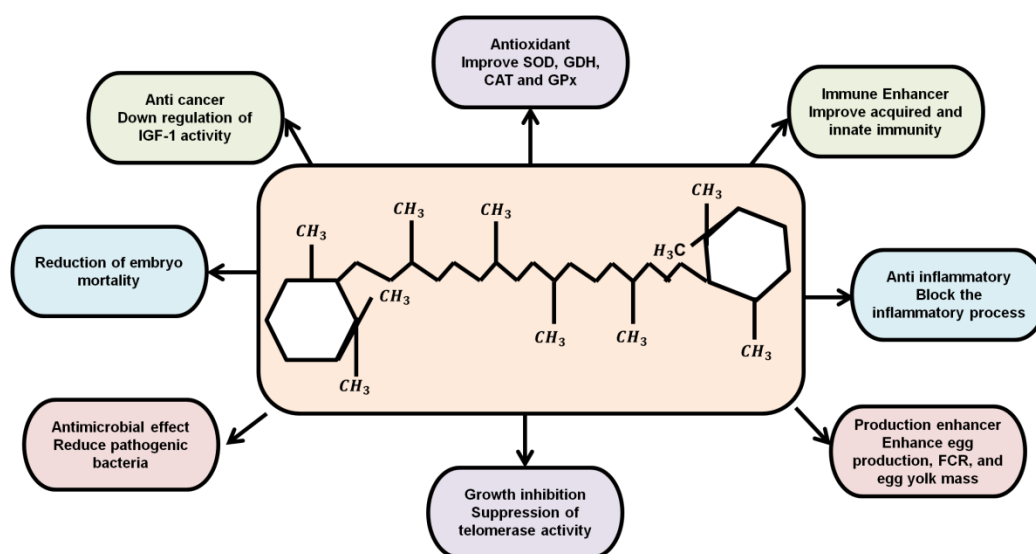 Antioxidant
Improve SOD, GDH,
CAT and GPx
Anti cancer
Down regulation of
IGF-1 activity
Immune Enhancer
Improve acquired and
innate immunity
CH₃
CH₃
CH₃
CH₃
H₃C
CH₃
CH₃
CH₃
CH₃
CH₃
Reduction of embryo
mortality
Anti inflammatory
Block the
inflammatory process
Antimicrobial effect
Reduce pathogenic
bacteria
Growth inhibition
Suppression of
telomerase activity
Production enhancer
Enhance egg
production, FCR, and
egg yolk mass